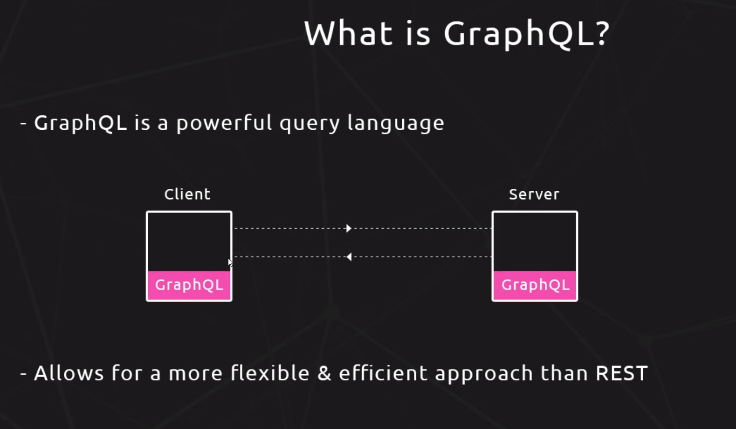 What is GraphQL?
- GraphQL is a powerful query language
Client
Server
GraphQL
GraphQL
- Allows for a more flexible & efficient approach than REST